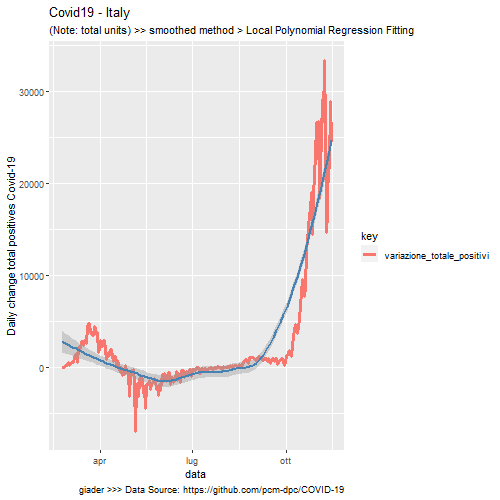 Covid19 - Italy
(Note: total units) >> smoothed method > Local Polynomial Regression Fitting
Daily change total positives Covid-19
30000
20000
10000
0
apr
lug
ott
data
key
variazione_totale_positivi
giader >>> Data Source: https://github.com/pcm-dpc/COVID-19